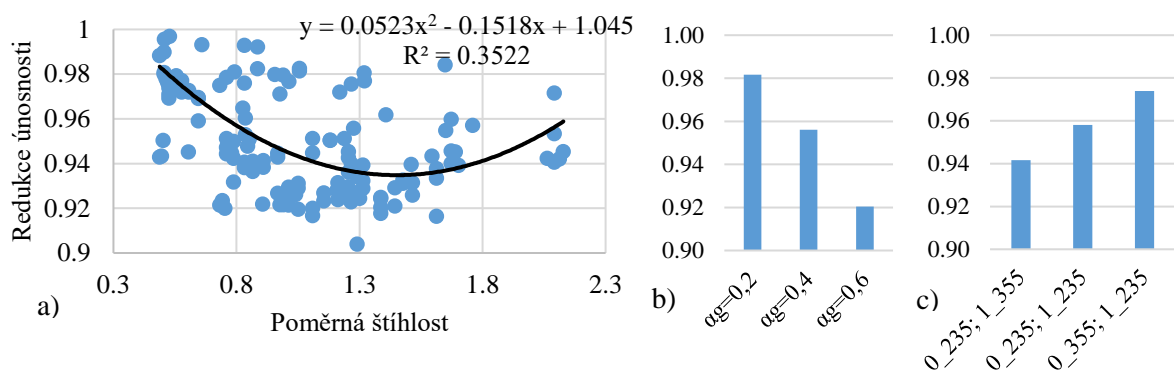 y = 0.0523x² - 0.1518x + 1.045
R² = 0.3522
Redukce únosnosti
1
0.98
0.96
0.94
0.92
0.9
0.3 0.8 1.3 1.8 2.3
a)
Poměrná štíhlost
1.00
0.98
0.96
0.94
0.92
0.90
b)
αg=0,2
αg=0,4
αg=0,6
1.00
0.98
0.96
0.94
0.92
0.90
c)
0_235; 1_355
0_235; 1_235
0_355; 1_235